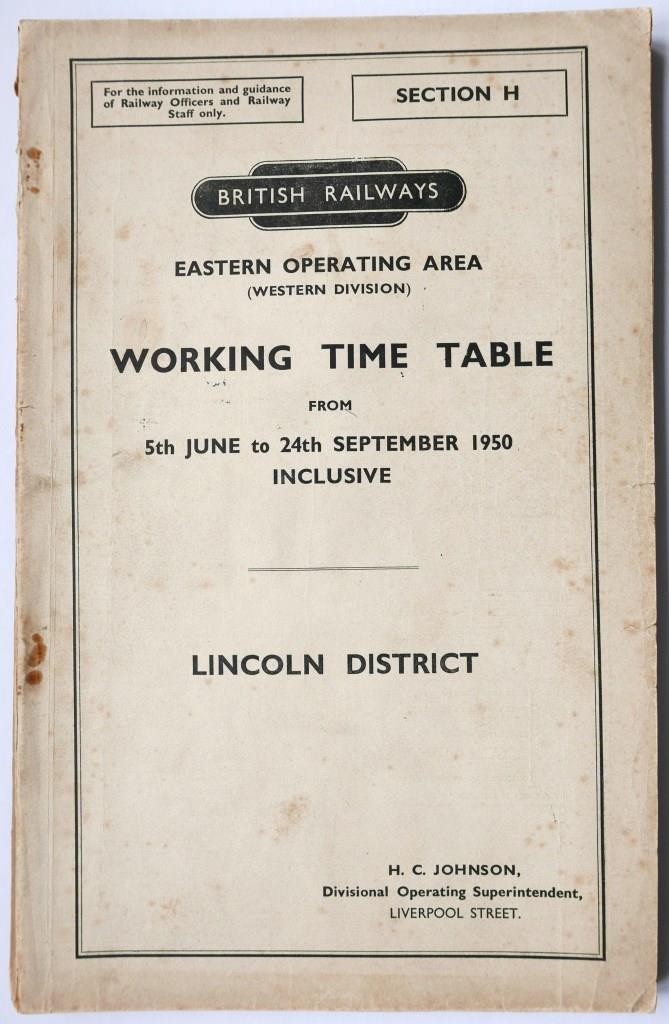 For the information and guidance
of Railway Officers and Railway
Staff only.
SECTION H
BRITISH RAILWAYS
EASTERN OPERATING AREA
(WESTERN DIVISION)
WORKING TIME TABLE
FROM
5th JUNE to 24th SEPTEMBER 1950
INCLUSIVE
LINCOLN DISTRICT
H. C. JOHNSON,
Divisional Operating Superintendent,
LIVERPOOL STREET.